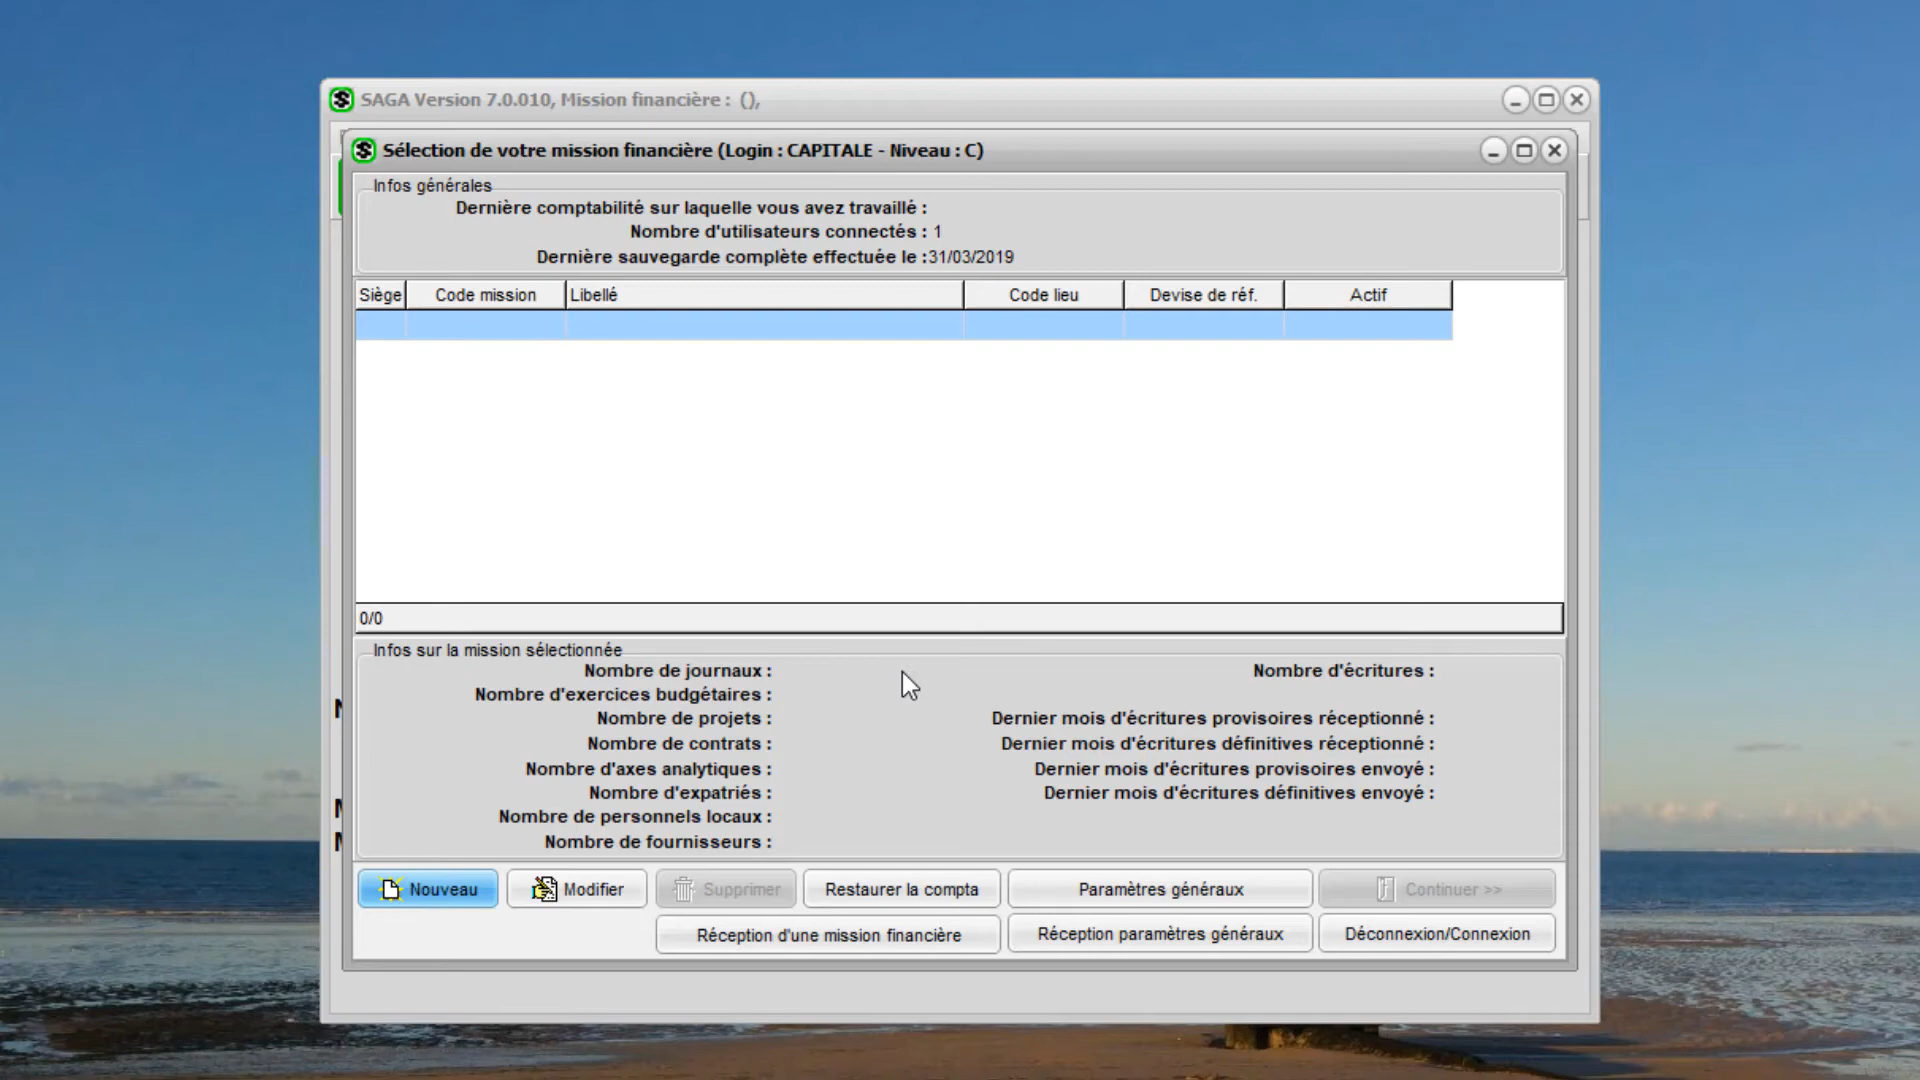 SAGA Version 7.0.010, Mission financière : (),
Sélection de votre mission financière (Login : CAPITALE - Niveau : C)
Infos générales
Dernière comptabilité sur laquelle vous avez travaillé :
Nombre d'utilisateurs connectés : 1
Dernière sauvegarde complète effectuée le :31/03/2019
Siège Code mission Libellé Code lieu Devise de réf. Actif
0/0
Infos sur la mission sélectionnée
Nombre de journaux : Nombre d'écritures :
Nombre d'exercices budgétaires :
Nombre de projets : Dernier mois d'écritures provisoires réceptionné :
Nombre de contrats : Dernier mois d'écritures définitives réceptionné :
Nombre d'axes analytiques : Dernier mois d'écritures provisoires envoyé :
Nombre d'expatriés : Dernier mois d'écritures définitives envoyé :
Nombre de personnels locaux :
Nombre de fournisseurs :
Nouveau Modifier Supprimer Restaurer la compta Paramètres généraux Continuer >>
Réception d'une mission financière Réception paramètres généraux Déconnexion/Connexion